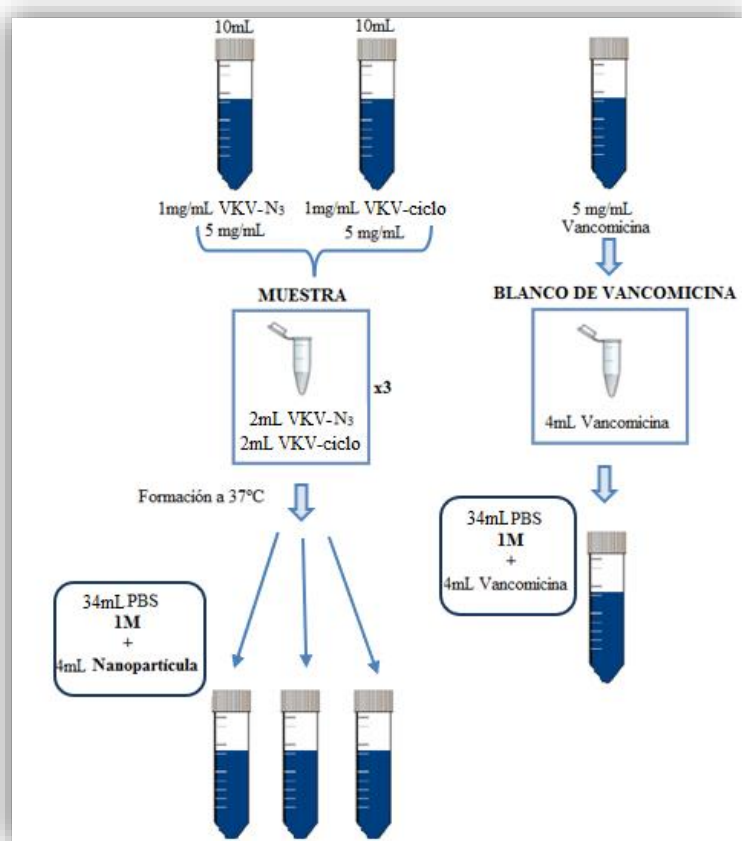 10mL
10mL
1mg/mL VKV-N₃
5 mg/mL
1mg/mL VKV-ciclo
5 mg/mL
5 mg/mL
Vancomicina
MUESTRA
x3
2mL VKV-N₃
2mL VKV-ciclo
BLANCO DE VANCOMICINA
4mL Vancomicina
Formación a 37ºC
34mL PBS
1M
+
4mL Nanopartícula
34mL PBS
1M
+
4mL Vancomicina